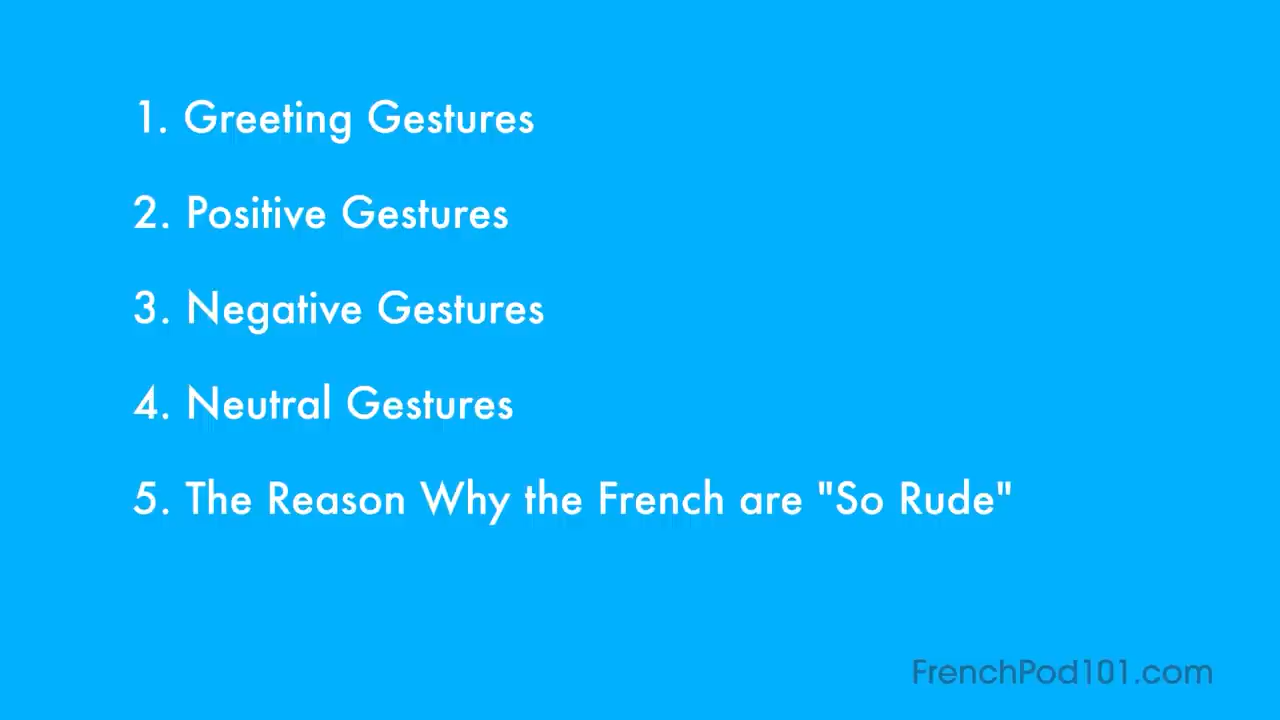 1. Greeting Gestures
2. Positive Gestures
3. Negative Gestures
4. Neutral Gestures
5. The Reason Why the French are "So Rude"
FrenchPod101.com